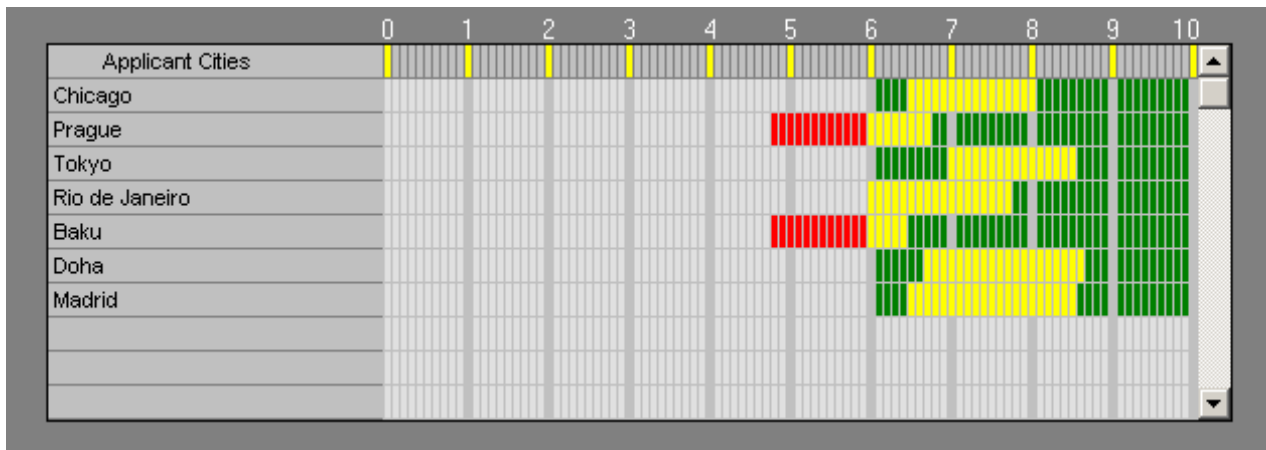 0 1 2 3 4 5 6 7 8 9 10
Applicant Cities
Chicago
Prague
Tokyo
Rio de Janeiro
Baku
Doha
Madrid